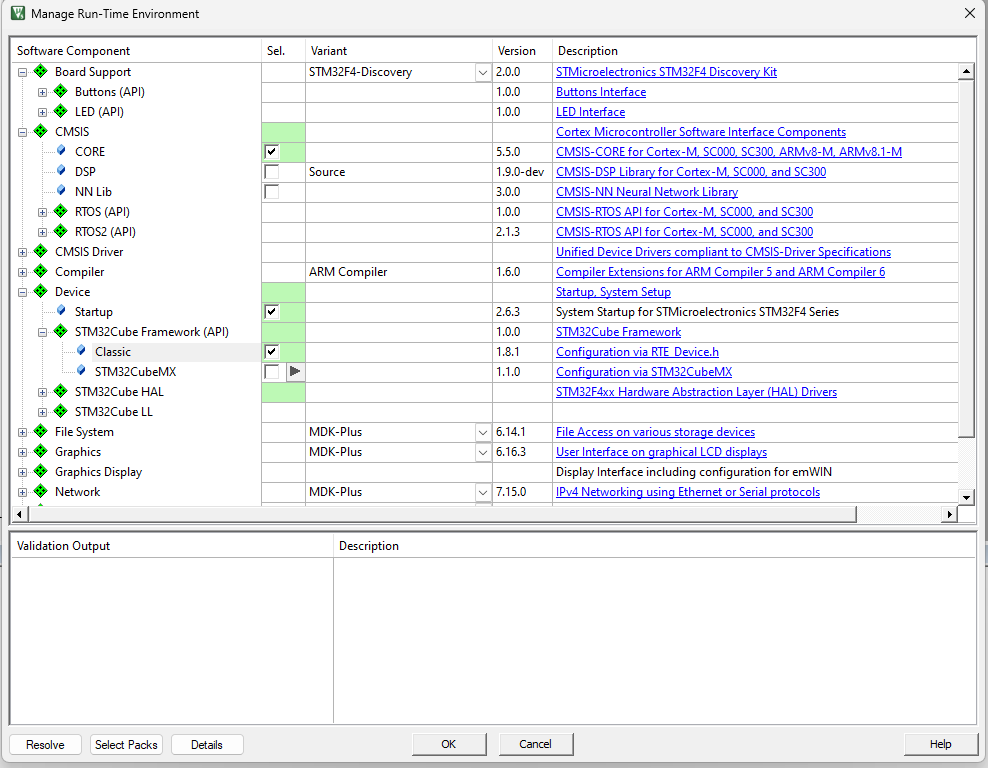 Manage Run-Time Environment
Software Component Sel. Variant Version Description
Board Support STM32F4-Discovery 2.0.0 STMicroelectronics STM32F4 Discovery Kit
Buttons (API) 1.0.0 Buttons Interface
LED (API) 1.0.0 LED Interface
CMSIS Cortex Microcontroller Software Interface Components
CORE 5.5.0 CMSIS-CORE for Cortex-M, SC000, SC300, ARMv8-M, ARMv8.1-M
DSP Source 1.9.0-dev CMSIS-DSP Library for Cortex-M, SC000, and SC300
NN Lib 3.0.0 CMSIS-NN Neural Network Library
RTOS (API) 1.0.0 CMSIS-RTOS API for Cortex-M, SC000, and SC300
RTOS2 (API) 2.1.3 CMSIS-RTOS API for Cortex-M, SC000, and SC300
CMSIS Driver Unified Device Drivers compliant to CMSIS-Driver Specifications
Compiler ARM Compiler 1.6.0 Compiler Extensions for ARM Compiler 5 and ARM Compiler 6
Device Startup, System Setup
Startup 2.6.3 System Startup for STMicroelectronics STM32F4 Series
STM32Cube Framework (API) 1.0.0 STM32Cube Framework
Classic 1.8.1 Configuration via RTE_Device.h
STM32CubeMX 1.1.0 Configuration via STM32CubeMX
STM32Cube HAL STM32F4xx Hardware Abstraction Layer (HAL) Drivers
STM32Cube LL
File System MDK-Plus 6.14.1 File Access on various storage devices
Graphics MDK-Plus 6.16.3 User Interface on graphical LCD displays
Graphics Display Display Interface including configuration for emWIN
Network MDK-Plus 7.15.0 IPv4 Networking using Ethernet or Serial protocols
Validation Output Description
Resolve Select Packs Details OK Cancel Help